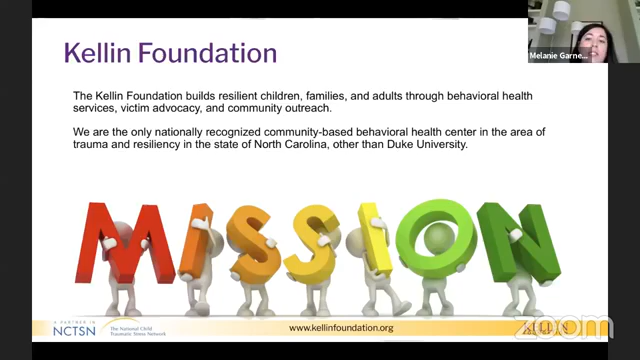 Kellin Foundation
Melanie Garne...
The Kellin Foundation builds resilient children, families, and adults through behavioral health
services, victim advocacy, and community outreach.
We are the only nationally recognized community-based behavioral health center in the area of
trauma and resiliency in the state of North Carolina, other than Duke University.
MISSION
A PARTNER IN
NCTSN
The National Child
Traumatic Stress Network
www.kellinfoundation.org
KELLIN
zoom